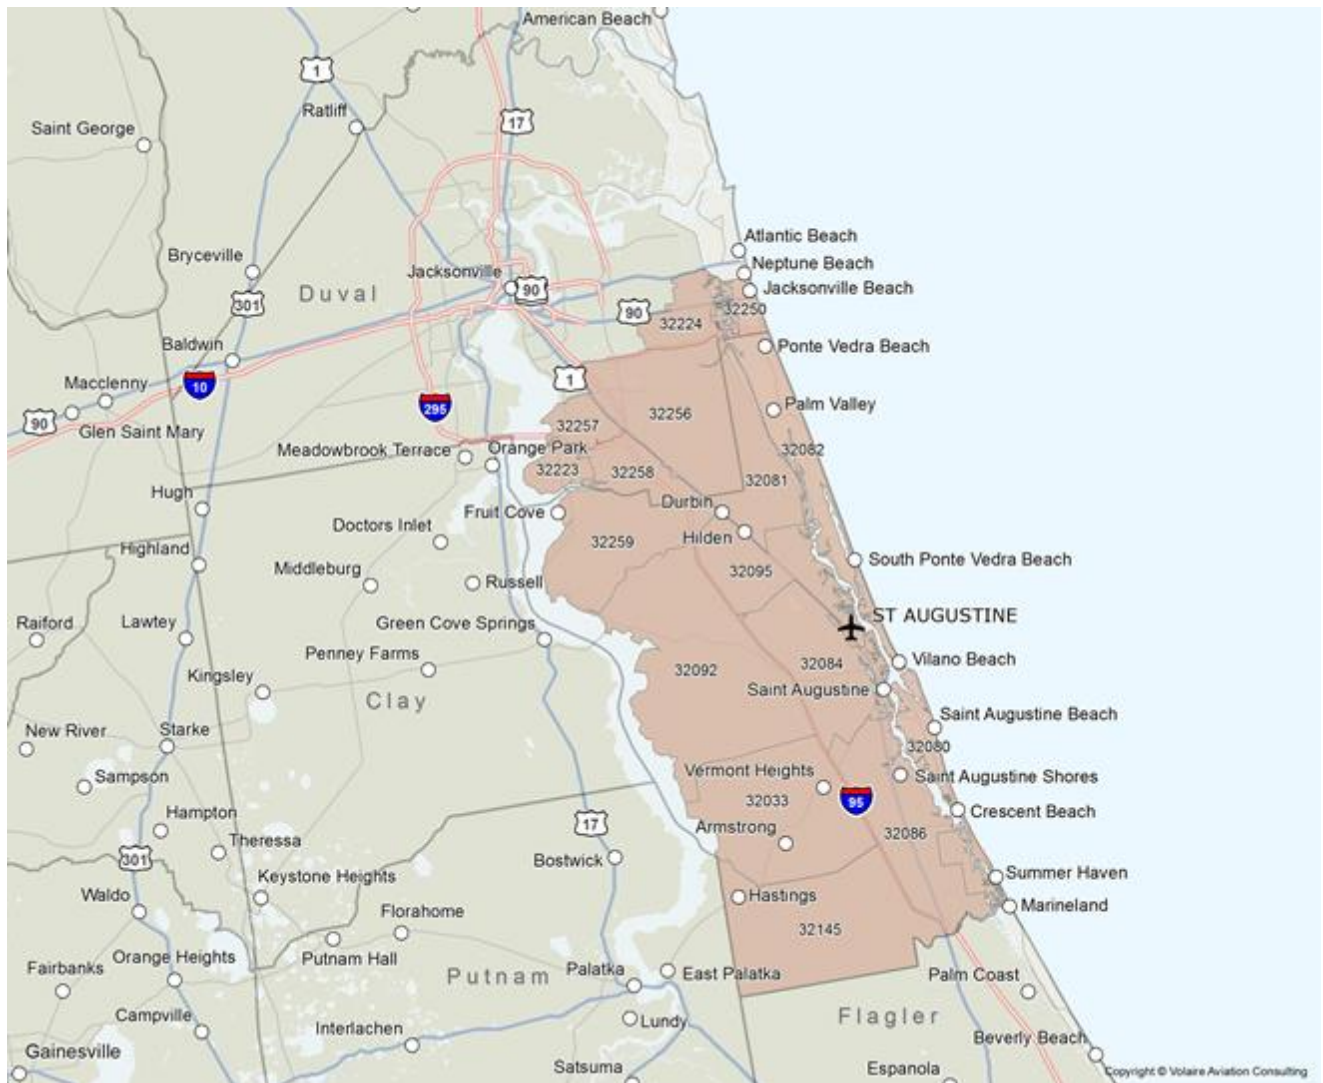 American Beach
1
Ratliff
17
Saint George
Atlantic Beach
Bryceville
Neptune Beach
Jacksonville
90
Jacksonville Beach
Duval
301
90
32250
32224
Baldwin
Ponte Vedra Beach
Macclenny
10
1
295
Palm Valley
90
Glen Saint Mary
32257
32256
Meadowbrook Terrace
Orange Park
32082
32223
32258
32081
Hugh
Durbin
Fruit Cove
Doctors Inlet
Hilden
32259
Highland
South Ponte Vedra Beach
Middleburg
Russell
32095
ST AUGUSTINE
Raiford
Lawtey
Green Cove Springs
Penney Farms
Vilano Beach
Kingsley
32092
32084
Saint Augustine
Clay
Saint Augustine Beach
New River
Starke
32080
Sampson
Vermont Heights
Saint Augustine Shores
32033
95
Crescent Beach
Hampton
17
Armstrong
32086
Theressa
301
Bostwick
Keystone Heights
Summer Haven
Waldo
Hastings
Marineland
Florahome
32145
Orange Heights
Putnam Hall
Fairbanks
Putnam
Palatka
East Palatka
Palm Coast
Campville
Interlachen
Lundy
Flagler
Beverly Beach
Gainesville
Satsuma
Espanola
Copyright © Volaire Aviation Consulting